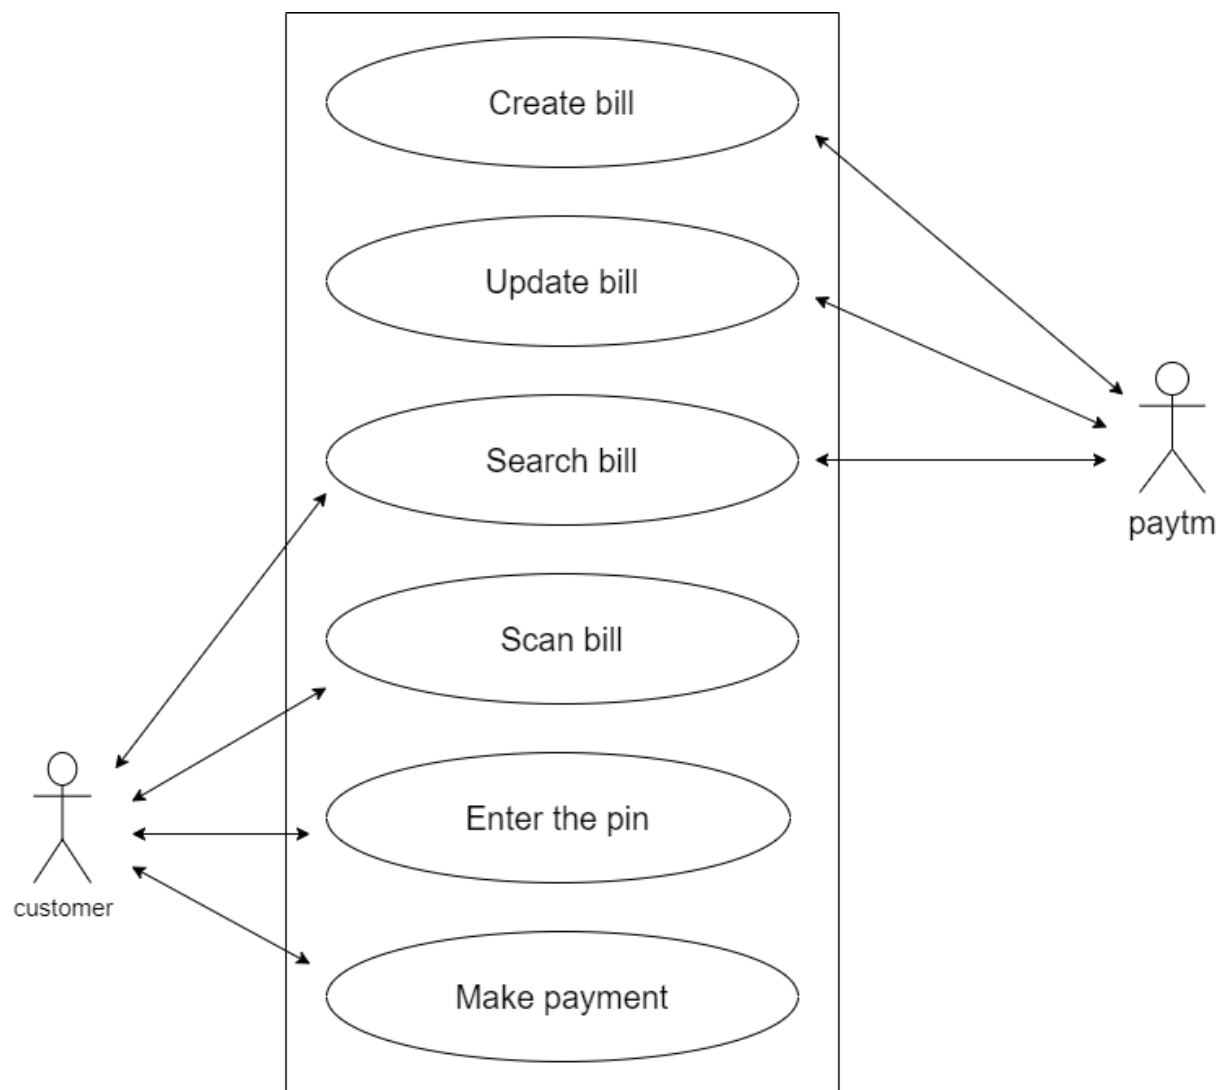 Create bill
Update bill
Search bill
paytm
Scan bill
Enter the pin
customer
Make payment